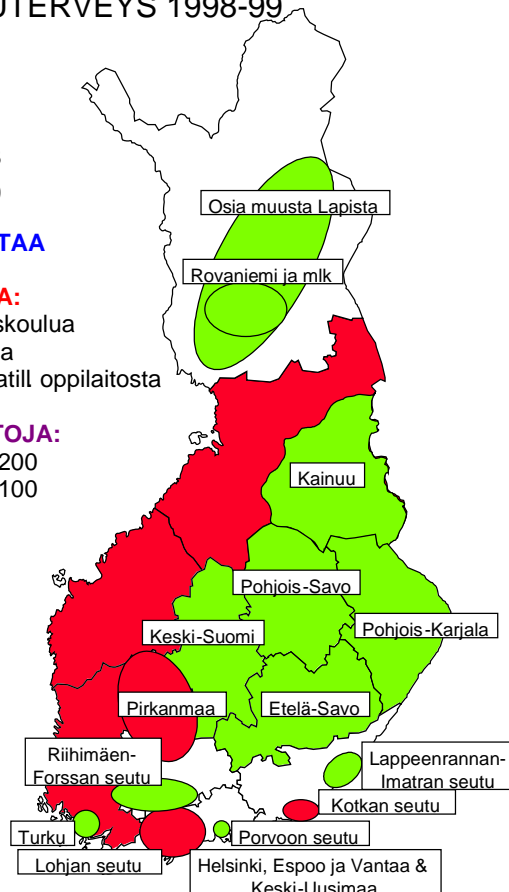 UTERVEYS 1998-99
TAA
A:
skoulua
a
atill oppilaitosta
TOJA:
200
100
Osia muusta Lapista
Rovaniemi ja mlk
Kainuu
Pohjois-Savo
Pohjois-Karjala
Keski-Suomi
Pirkanmaa
Etelä-Savo
Riihimäen-
Forssan seutu
Lappeenrannan-
Imatran seutu
Kotkan seutu
Turku
Porvoon seutu
Lohjan seutu
Helsinki, Espoo ja Vantaa &
Keski-Uusimaa